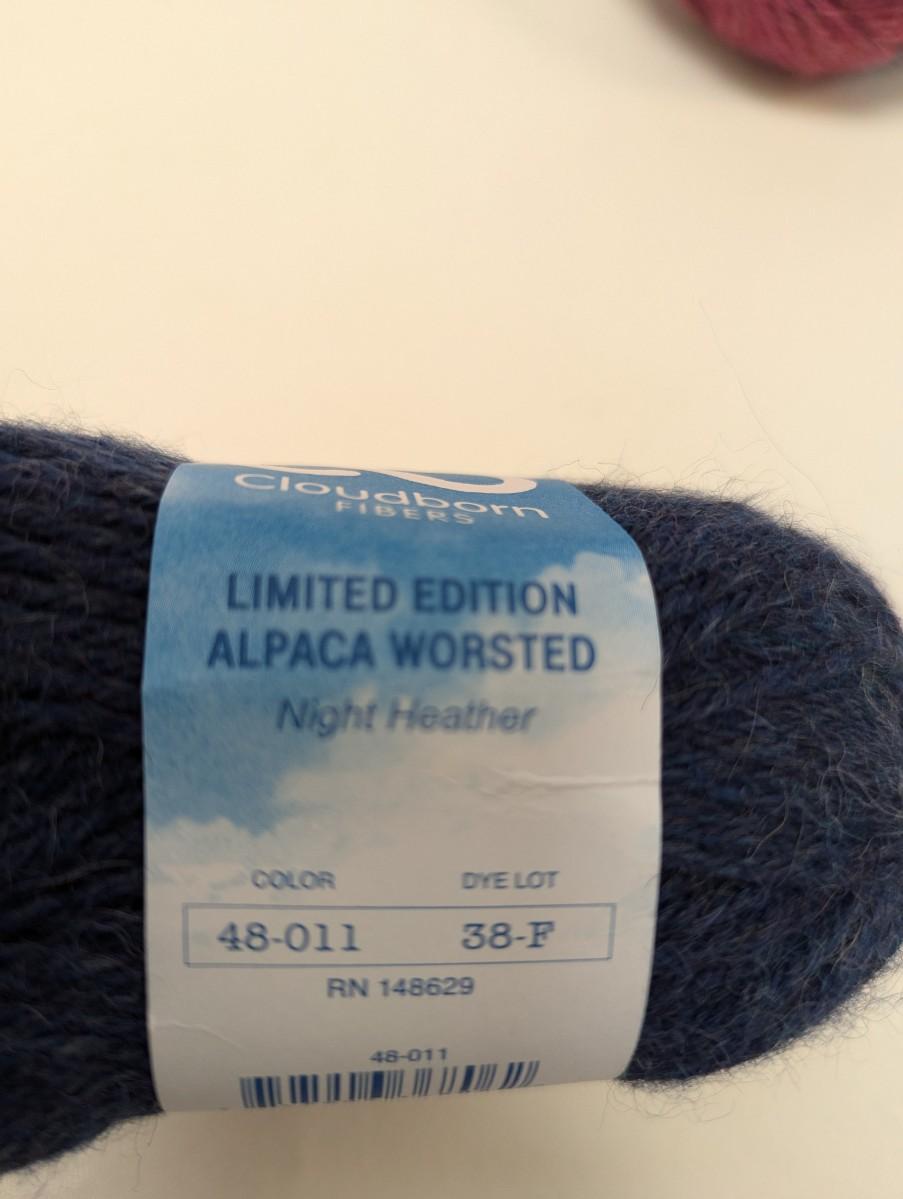 Cloudborn
FIBERS
LIMITED EDITION
ALPACA WORSTED
Night Heather
COLOR DYE LOT
48-011 38-F
RN 148629
48-011